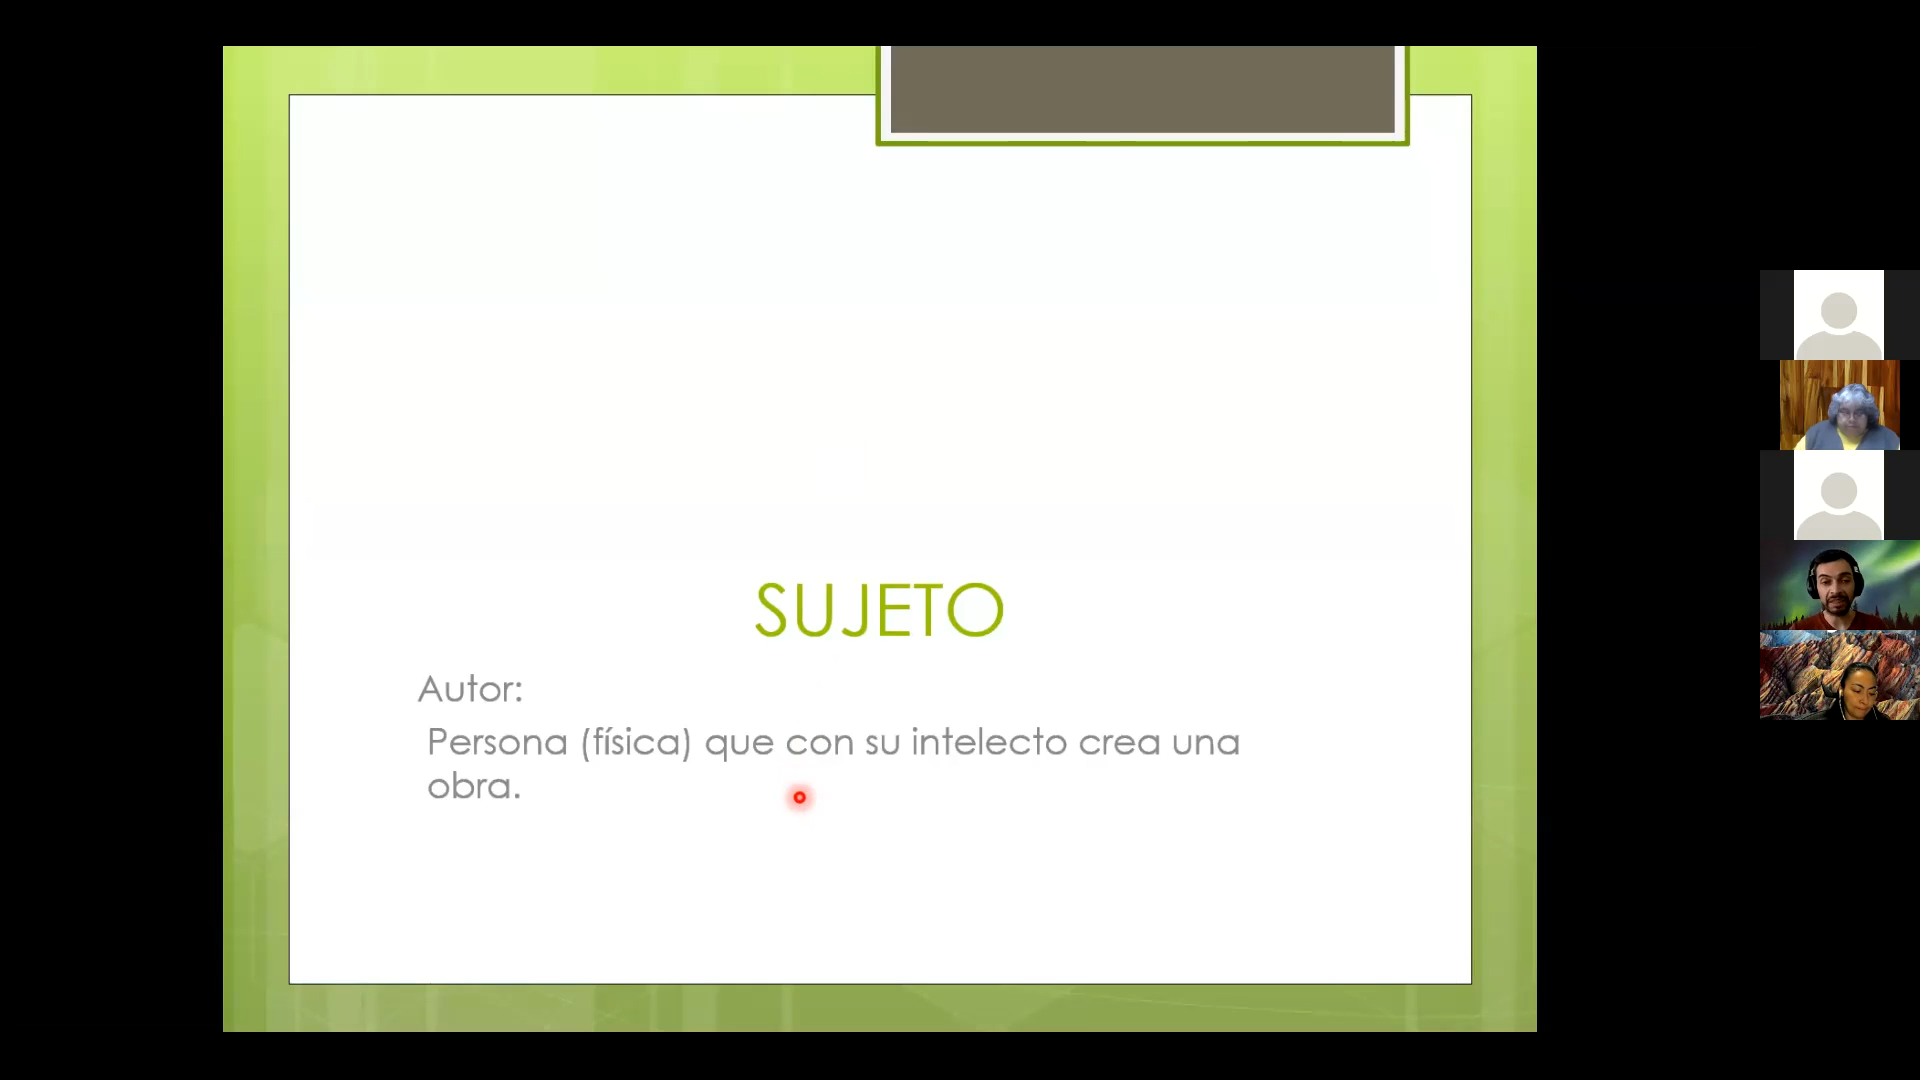 SUJETO
Autor:
Persona (física) que con su intelecto crea una
obra.